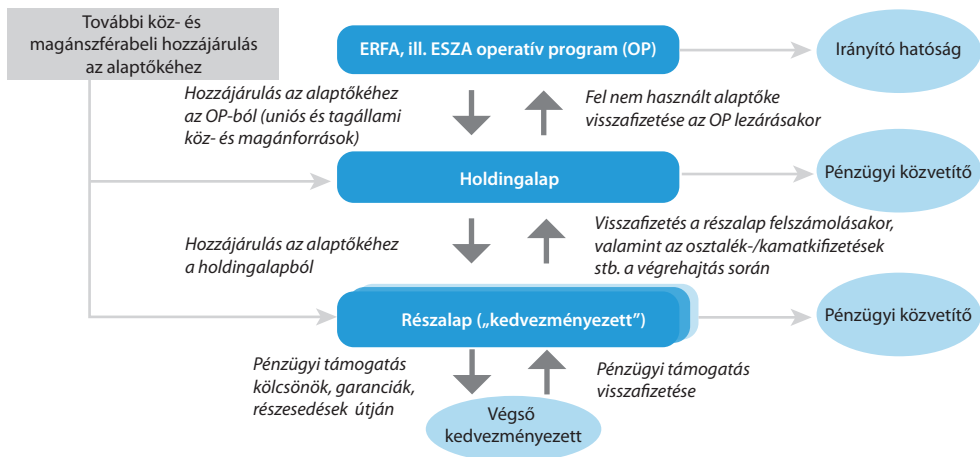 További köz- és
magánszférabeli hozzájárulás
az alaptőkéhez
ERFA, ill. ESZA operatív program (OP)
Irányító hatóság
Hozzájárulás az alaptőkéhez
az OP-ból (uniós és tagállami
köz- és magánforrások)
Fel nem használt alaptőke
visszafizetése az OP lezárásakor
Holdingalap
Pénzügyi közvetítő
Hozzájárulás az alaptőkéhez
a holdingalapból
Visszafizetés a részalap felszámolásakor,
valamint az osztalék-/kamatkifizetések
stb. a végrehajtás során
Részalap („kedvezményezett”)
Pénzügyi közvetítő
Pénzügyi támogatás
kölcsönök, garanciák,
részesedések útján
Pénzügyi támogatás
visszafizetése
Végső
kedvezményezett